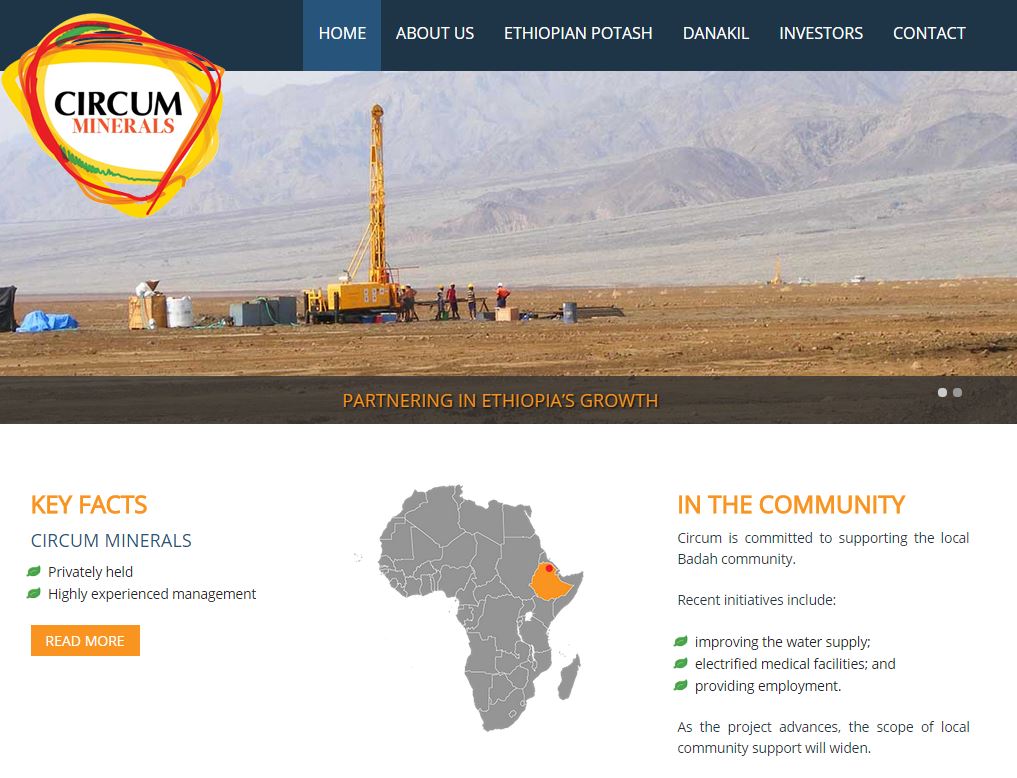 CIRCUM
MINERALS
HOME
ABOUT US
ETHIOPIAN POTASH
DANAKIL
INVESTORS
CONTACT
PARTNERING IN ETHIOPIA'S GROWTH
KEY FACTS
CIRCUM MINERALS
Privately held
Highly experienced management
READ MORE
IN THE COMMUNITY
Circum is committed to supporting the local
Badah community.
Recent initiatives include:
improving the water supply;
electrified medical facilities; and
providing employment.
As the project advances, the scope of local
community support will widen.